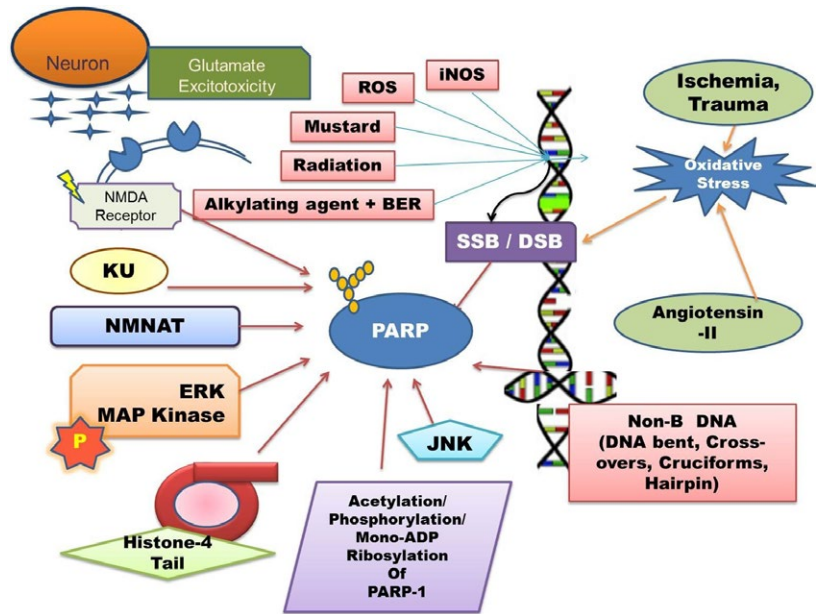 Neuron
Glutamate
Excitotoxicity
ROS
iNOS
Mustard
Radiation
Alkylating agent + BER
Ischemia,
Trauma
Oxidative
Stress
NMDA
Receptor
SSB / DSB
KU
NMNAT
PARP
Angiotensin
-II
ERK
MAP Kinase
P
JNK
Non-B DNA
(DNA bent, Cross-
overs, Cruciforms,
Hairpin)
Histone-4
Tail
Acetylation/
Phosphorylation/
Mono-ADP
Ribosylation
Of
PARP-1